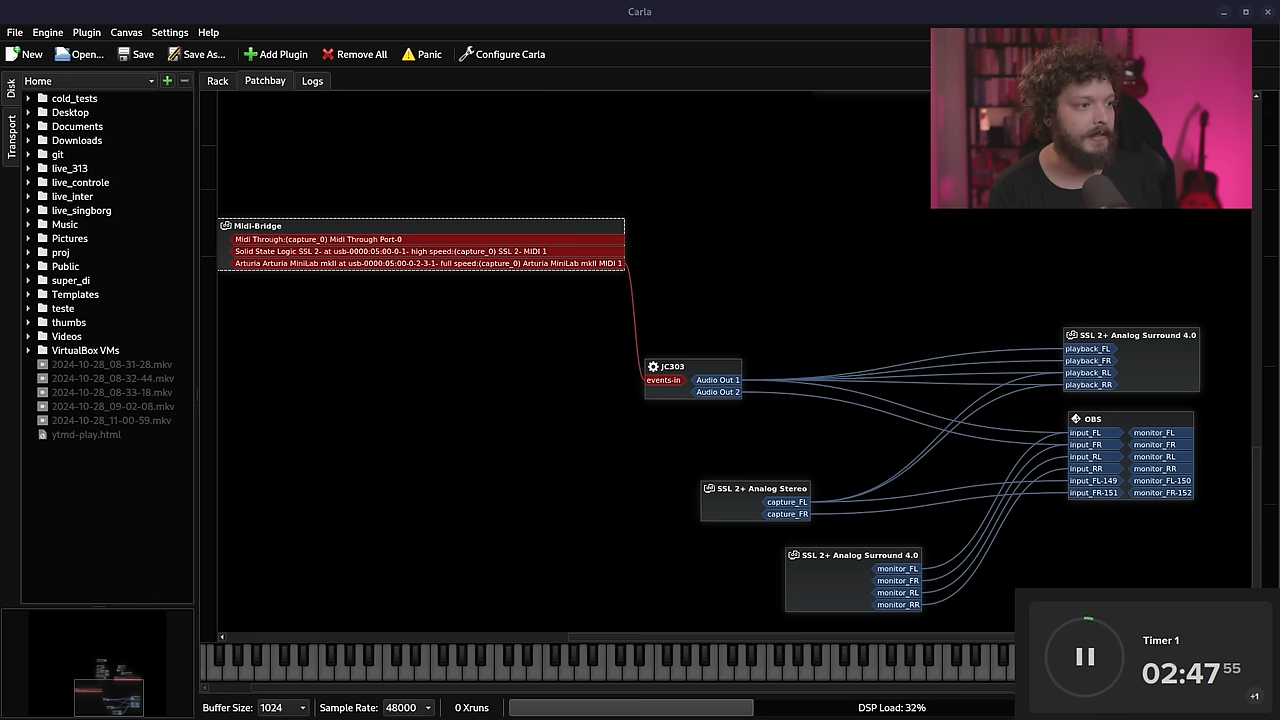 Carla
File Engine Plugin Canvas Settings Help
New Open... Save Save As... Add Plugin Remove All Panic Configure Carla
Disk
Transport
Home
cold_tests
Desktop
Documents
Downloads
git
live_313
live_controle
live_inter
live_singborg
Music
Pictures
proj
Public
super_di
Templates
teste
thumbs
Videos
VirtualBox VMs
2024-10-28_08-31-28.mkv
2024-10-28_08-32-44.mkv
2024-10-28_08-33-18.mkv
2024-10-28_09-02-08.mkv
2024-10-28_11-00-59.mkv
ytmd-play.html
Rack Patchbay Logs
Midi-Bridge
Midi Through:(capture_0) Midi Through Port-0
Solid State Logic SSL 2- at usb-0000:05:00-0-1- high speed:(capture_0) SSL 2- MIDI 1
Arturia Arturia MiniLab mkII at usb-0000:05:00-0-2-3-1- full speed:(capture_0) Arturia MiniLab mkII MIDI 1
JC303
events-in Audio Out 1
Audio Out 2
SSL 2+ Analog Surround 4.0
playback_FL
playback_FR
playback_RL
playback_RR
OBS
input_FL monitor_FL
input_FR monitor_FR
input_RL monitor_RL
input_RR monitor_RR
input_FL-149 monitor_FL-150
input_FR-151 monitor_FR-152
SSL 2+ Analog Stereo
capture_FL
capture_FR
SSL 2+ Analog Surround 4.0
monitor_FL
monitor_FR
monitor_RL
monitor_RR
Timer 1
02:47 55
+1
Buffer Size: 1024 Sample Rate: 48000 0 Xruns DSP Load: 32%